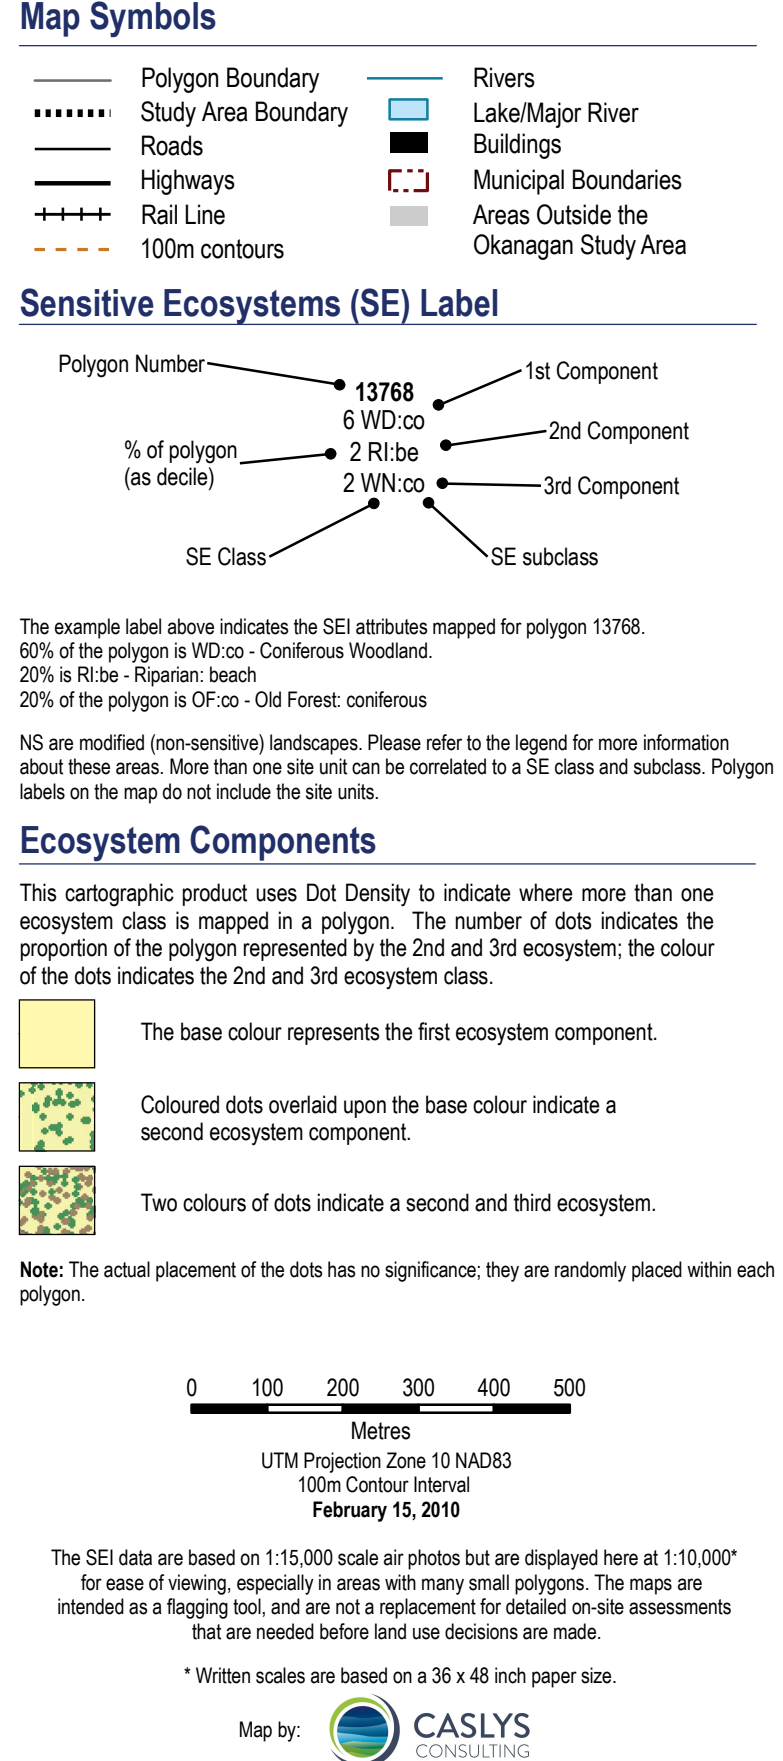 Map Symbols
Polygon Boundary
Study Area Boundary
Roads
Highways
Rail Line
100m contours
Rivers
Lake/Major River
Buildings
Municipal Boundaries
Areas Outside the
Okanagan Study Area
Sensitive Ecosystems (SE) Label
Polygon Number
13768
1st Component
6 WD:co
2nd Component
% of polygon
(as decile)
2 RI:be
2 WN:co
3rd Component
SE Class
SE subclass
The example label above indicates the SEI attributes mapped for polygon 13768.
60% of the polygon is WD:co - Coniferous Woodland.
20% is RI:be - Riparian: beach
20% of the polygon is OF:co - Old Forest: coniferous
NS are modified (non-sensitive) landscapes. Please refer to the legend for more information
about these areas. More than one site unit can be correlated to a SE class and subclass. Polygon
labels on the map do not include the site units.
Ecosystem Components
This cartographic product uses Dot Density to indicate where more than one
ecosystem class is mapped in a polygon. The number of dots indicates the
proportion of the polygon represented by the 2nd and 3rd ecosystem; the colour
of the dots indicates the 2nd and 3rd ecosystem class.
The base colour represents the first ecosystem component.
Coloured dots overlaid upon the base colour indicate a
second ecosystem component.
Two colours of dots indicate a second and third ecosystem.
Note: The actual placement of the dots has no significance; they are randomly placed within each
polygon.
0 100 200 300 400 500
Metres
UTM Projection Zone 10 NAD83
100m Contour Interval
February 15, 2010
The SEI data are based on 1:15,000 scale air photos but are displayed here at 1:10,000*
for ease of viewing, especially in areas with many small polygons. The maps are
intended as a flagging tool, and are not a replacement for detailed on-site assessments
that are needed before land use decisions are made.
* Written scales are based on a 36 x 48 inch paper size.
Map by:
CASLYS
CONSULTING